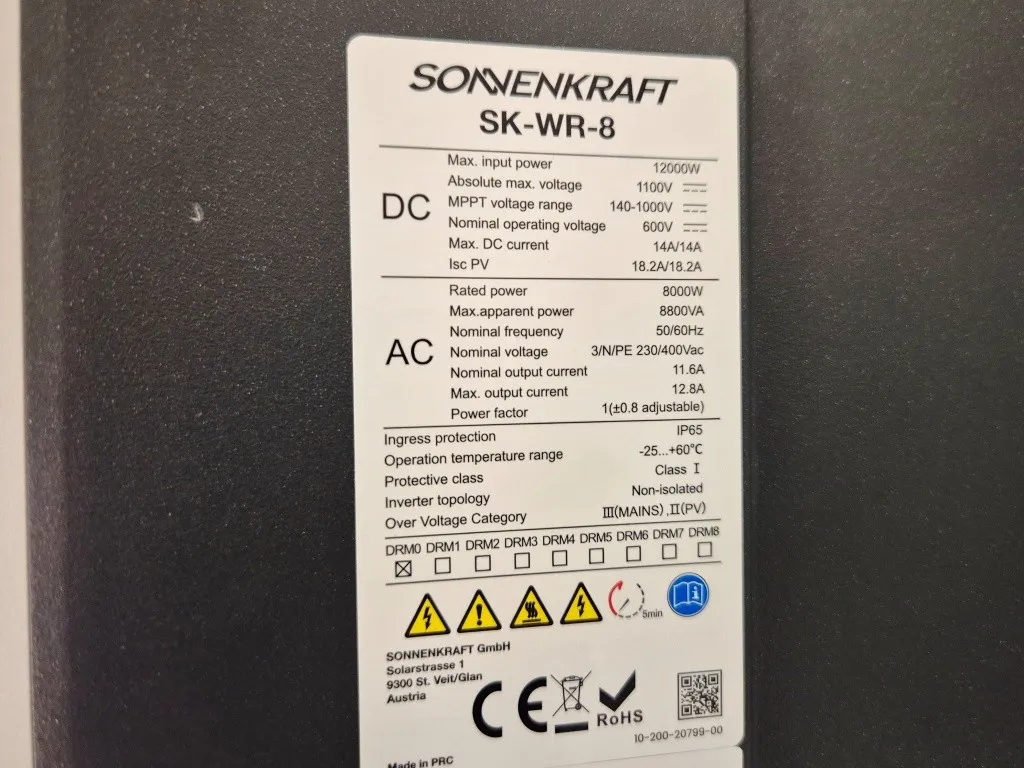 SONNENKRAFT
SK-WR-8
DC
Max. input power 12000W
Absolute max. voltage 1100V
MPPT voltage range 140-1000V
Nominal operating voltage 600V
Max. DC current 14A/14A
Isc PV 18.2A/18.2A
AC
Rated power 8000W
Max.apparent power 8800VA
Nominal frequency 50/60Hz
Nominal voltage 3/N/PE 230/400Vac
Nominal output current 11.6A
Max. output current 12.8A
Power factor 1(±0.8 adjustable)
Ingress protection IP65
Operation temperature range -25...+60℃
Protective class Class Ⅰ
Inverter topology Non-isolated
Over Voltage Category Ⅲ(MAINS) ,Ⅱ(PV)
DRM0 DRM1 DRM2 DRM3 DRM4 DRM5 DRM6 DRM7 DRM8
5min
SONNENKRAFT GmbH
Solarstrasse 1
9300 St. Veit/Glan
Austria
CE
RoHS
10-200-20799-00
Made in PRC